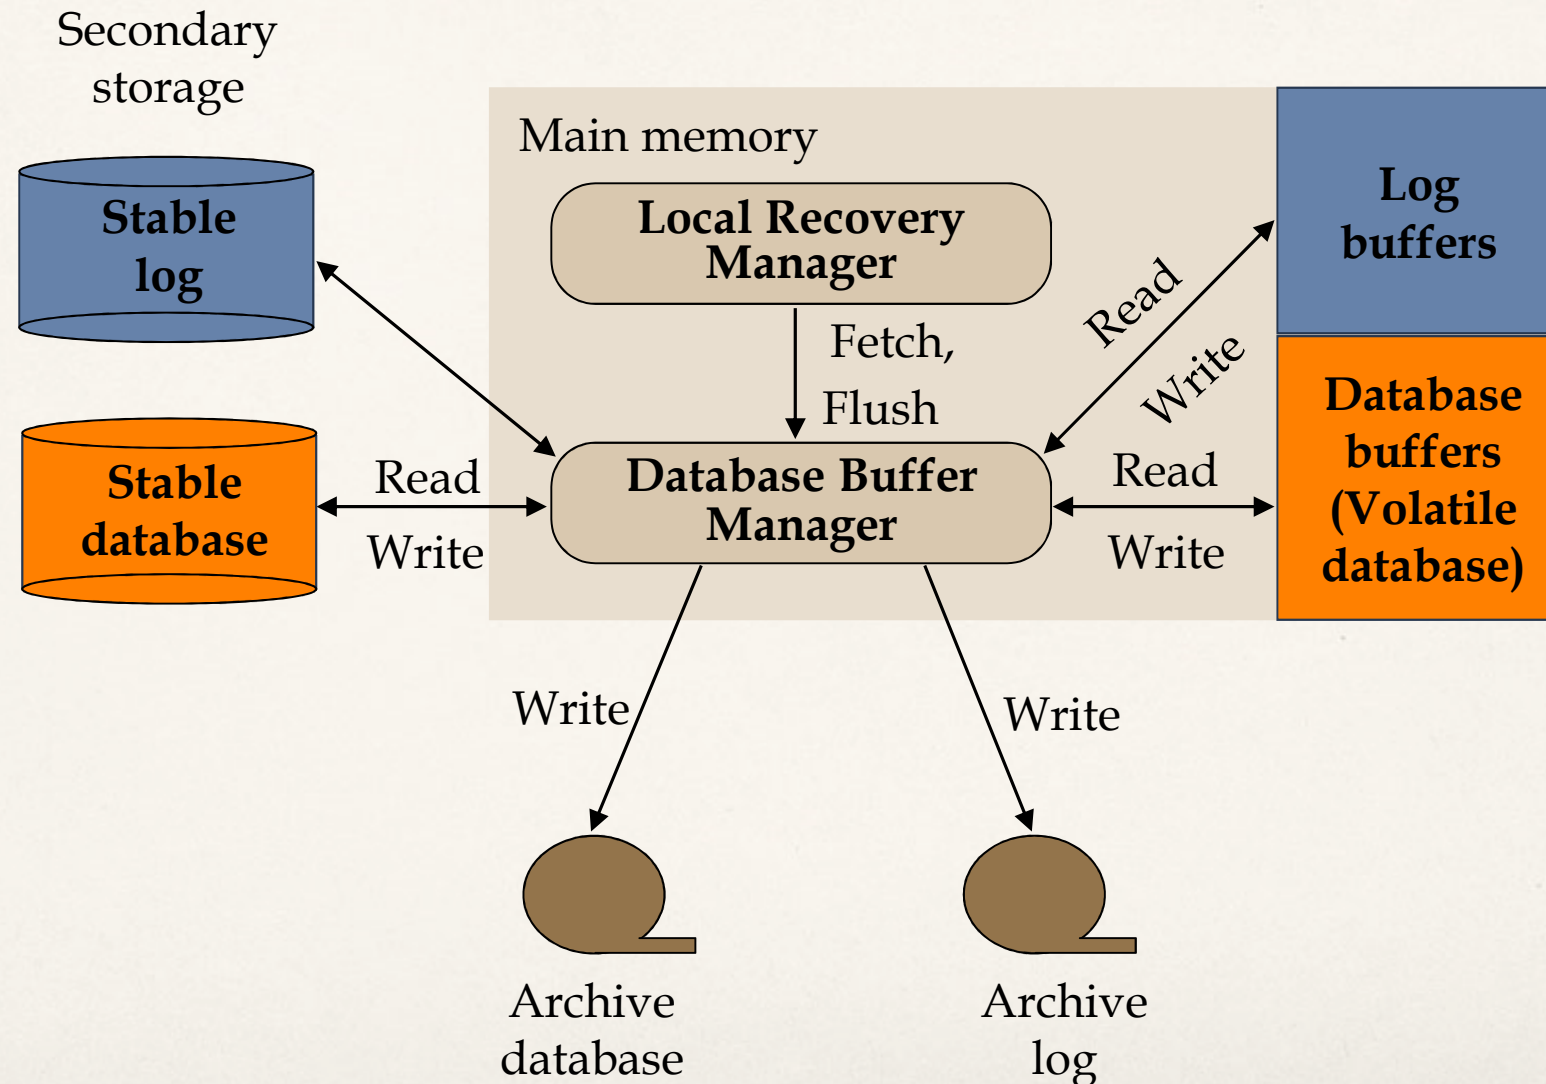 Secondary
storage
Main memory
Stable
log
Local Recovery
Manager
Log
buffers
Fetch,
Flush
Read
Write
Stable
database
Read
Write
Database Buffer
Manager
Read
Write
Database
buffers
(Volatile
database)
Write
Write
Archive
database
Archive
log